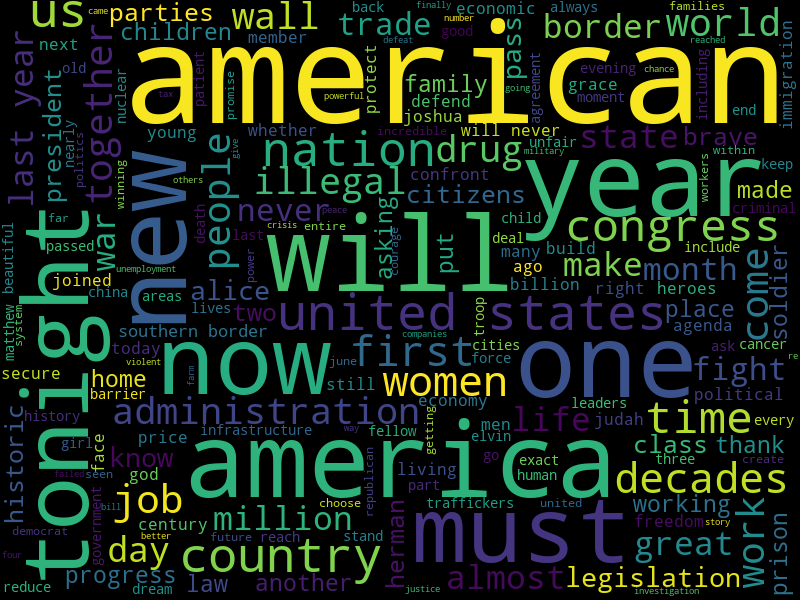 us
parties
wall
back
finally
number
families
trade
economic
always
border
world
came
children
member
good
pass
last year
next
president
old
nuclear
together
american
protect
family
defend
joshua
evening
grace
moment
agreement
chance
reached
defeat
going
including
end
immigration
tax
patient
promise
powerful
nearly
politics
young
whether
incredible
will never
unfair
military
state
brave
within
keep
new
people
give
nation
drug
illegal
confront
citizens
year
workers
made
criminal
winning
others
never
asking
child
congress
tonight
far
war
death
last
crisis
entire
peace
will
courage
put
deal
many
build
include
make
month
come
soldier
beautiful
passed
joined
unemployment
power
ago
billion
right
heroes
china
areas
lives
alice
two
united states
troop
place
agenda
matthew
system
southern border
today
companies
cities
force
ask
cancer
re
secure
home
barrier
violent
farm
now
june
still
first
women
economy
one
leaders
fight
political
every
historic
history
girl
face
administration
price
infrastructure
fellow
getting
men
elvin
life
judah
time
class
thank
three
create
know
god
america
way
republican
living
part
go
exact
human
decades
failed
seen
bill
job
million
choose
herman
traffickers
must
united
working
freedom
story
work
prison
democrat
government
day
better
century
future
reach
stand
country
great
four
reduce
progress
dream
law
another
justice
almost
legislation
investigation